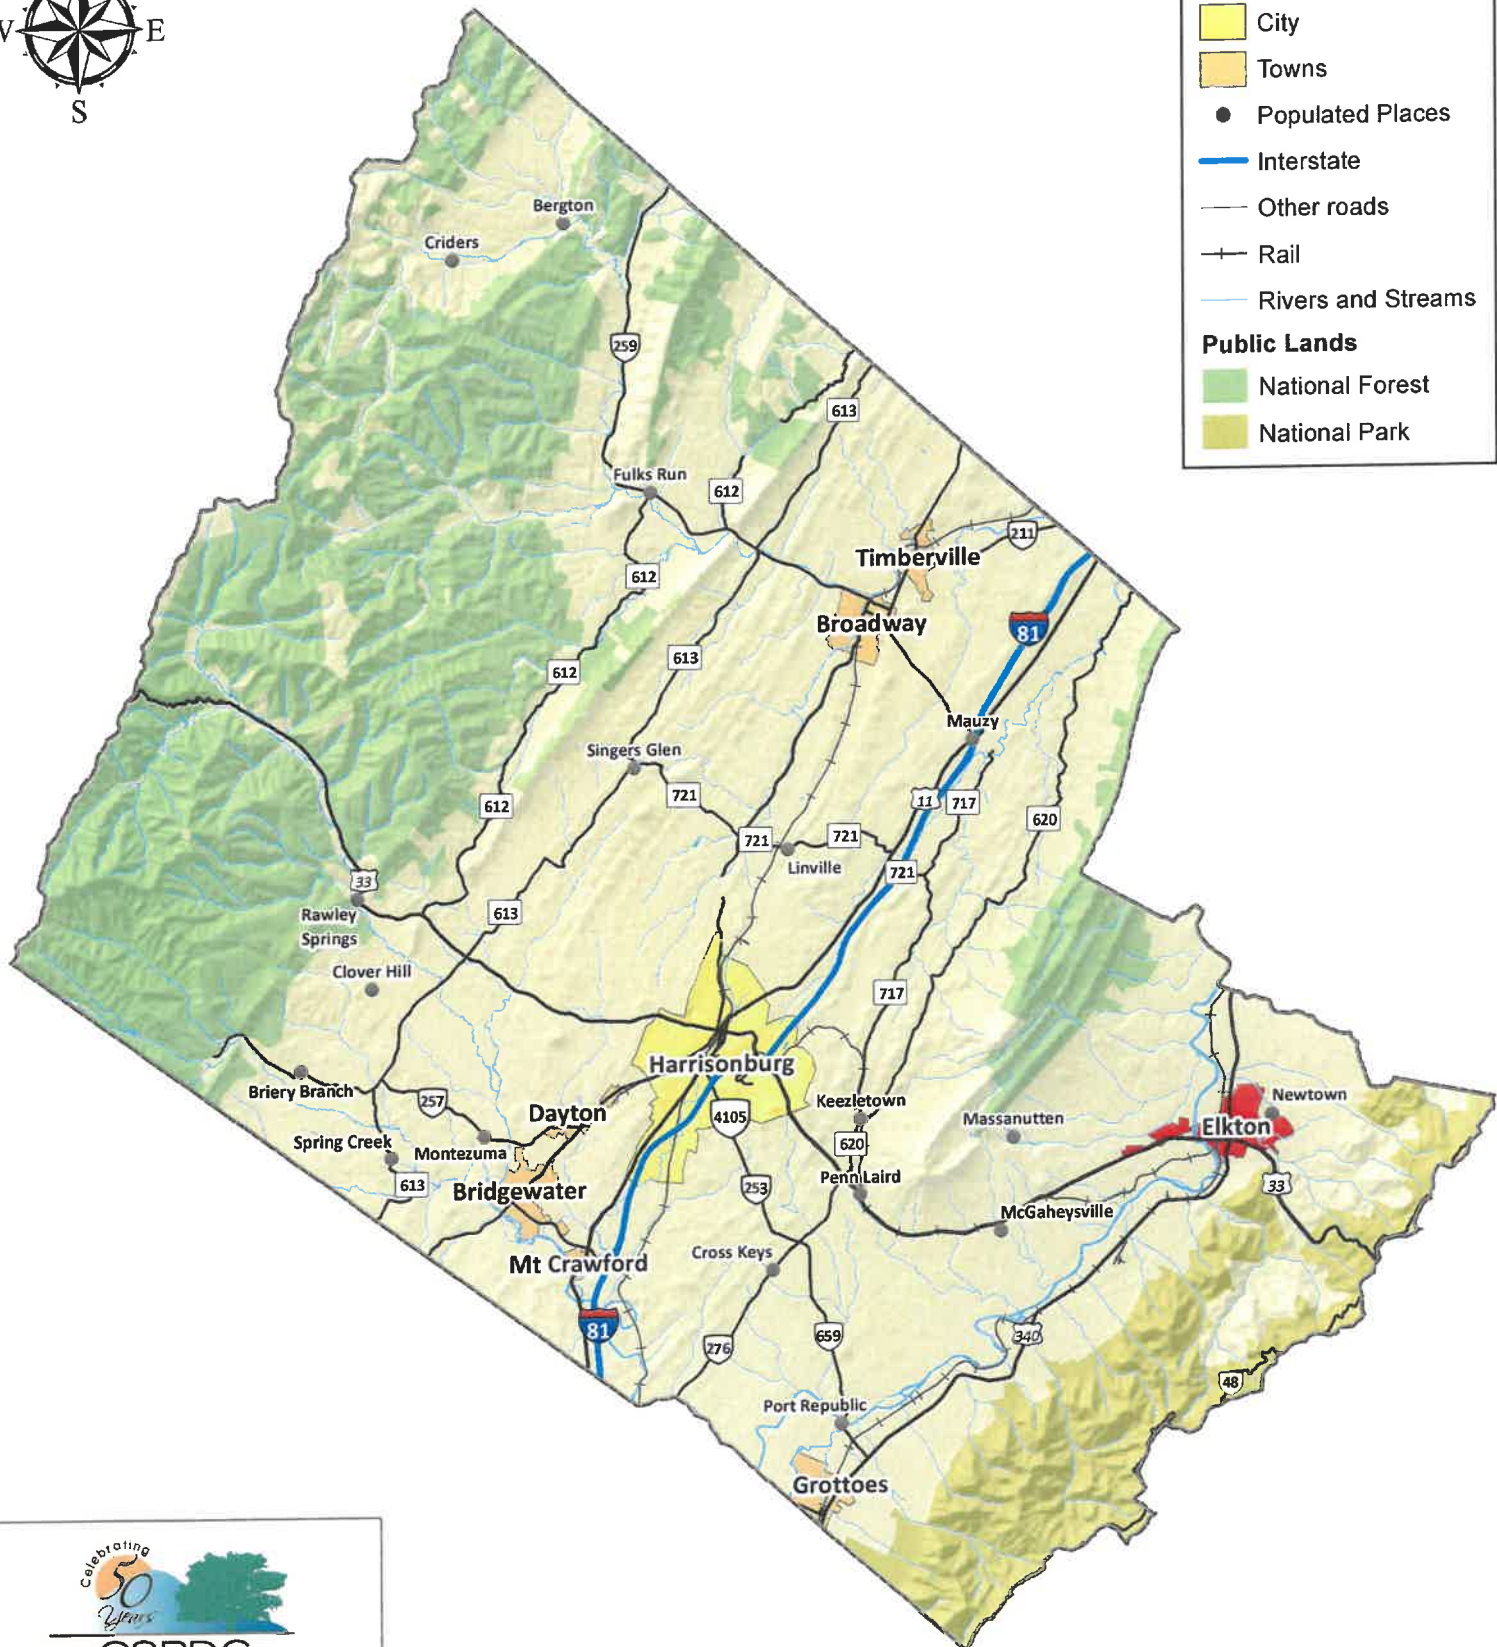 W
E
S
City
Towns
Populated Places
Interstate
Other roads
Rail
Rivers and Streams
Public Lands
National Forest
National Park
Bergton
Criders
259
613
Fulks Run
612
211
Timberville
612
Broadway
81
613
612
Mauzy
Singers Glen
721
11
717
612
620
721
721
Linville
721
33
Rawley
Springs
613
Clover Hill
717
Harrisonburg
Briery Branch
257
Dayton
4105
Keezletown
Massanutten
Newtown
Elkton
Spring Creek
Montezuma
620
613
Bridgewater
253
Penn Laird
33
McGaheysville
Mt Crawford
Cross Keys
81
276
659
340
48
Port Republic
Grottoes
Celebrating
50
Years
CSPDC